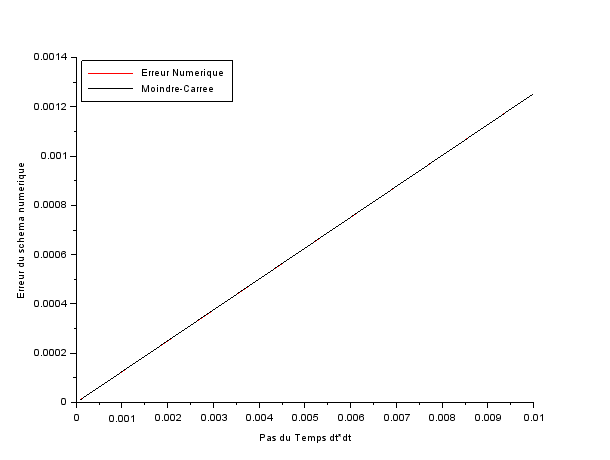 0.0014
Erreur Numerique
Moindre-Carree
0.0012
0.001
0.0008
0.0006
0.0004
0.0002
0
Erreur du schema numerique
0 0.001 0.002 0.003 0.004 0.005 0.006 0.007 0.008 0.009 0.01
Pas du Temps dt*dt